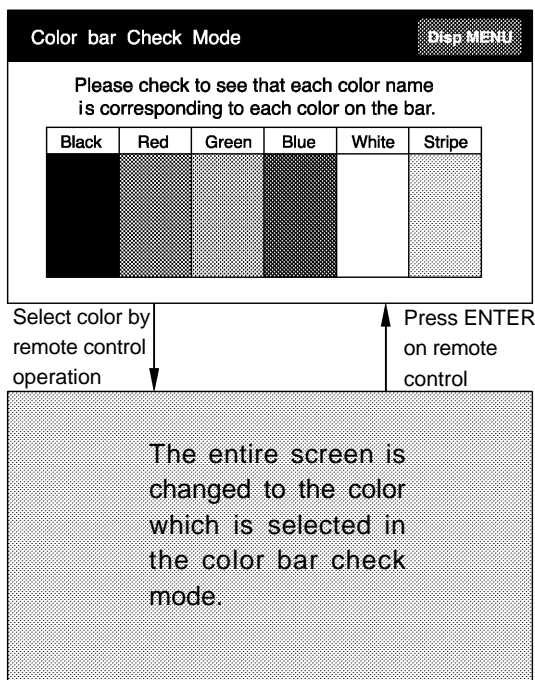 Color bar Check Mode
Disp MENU
Please check to see that each color name
is corresponding to each color on the bar.
Black Red Green Blue White Stripe
Select color by
remote control
operation
Press ENTER
on remote
control
The entire screen is
changed to the color
which is selected in
the color bar check
mode.